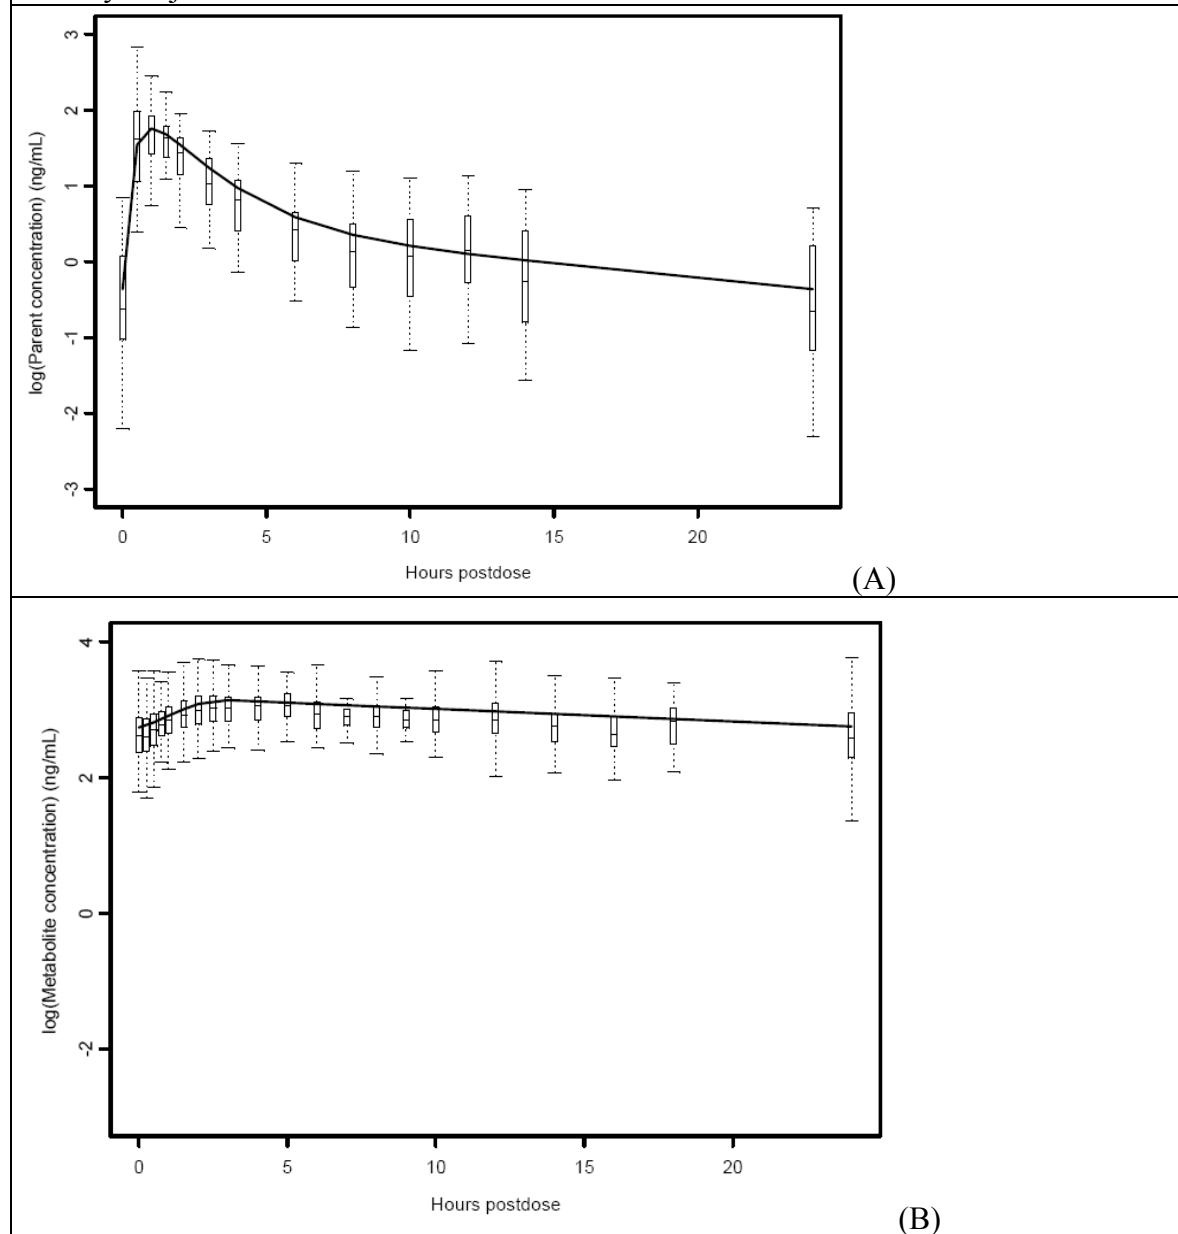 3
2
1
0
-1
-2
-3
log(Parent concentration) (ng/mL)
0 5 10 15 20
Hours postdose
(A)
4
2
0
-2
log(Metabolite concentration) (ng/mL)
0 5 10 15 20
Hours postdose
(B)